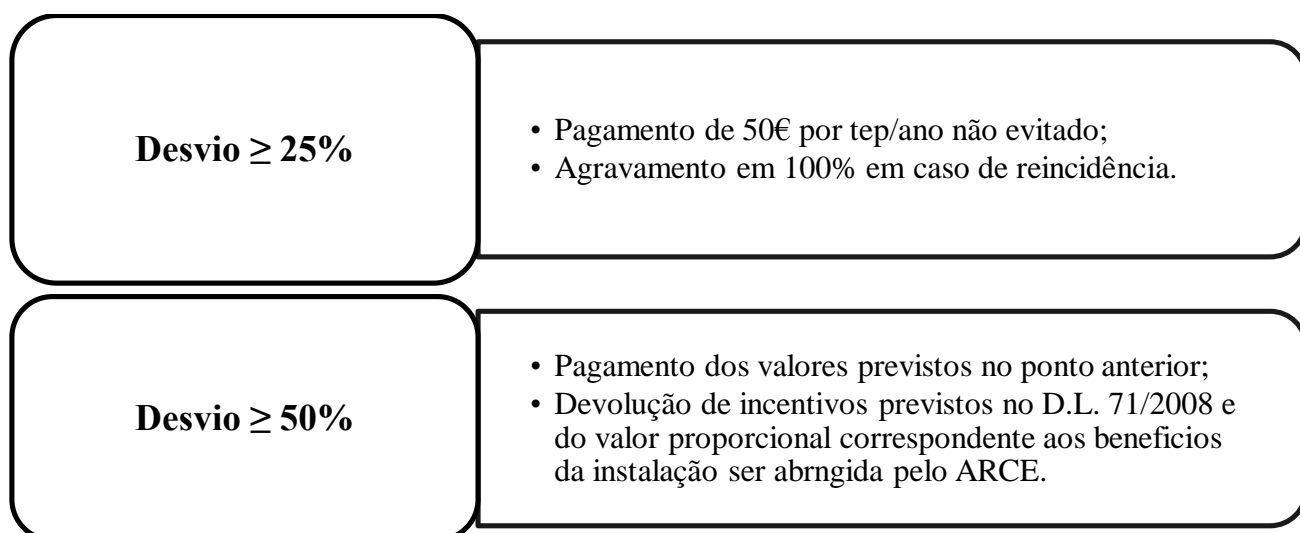 Desvio ≥ 25%
• Pagamento de 50€ por tep/ano não evitado;
• Agravamento em 100% em caso de reincidência.
Desvio ≥ 50%
• Pagamento dos valores previstos no ponto anterior;
• Devolução de incentivos previstos no D.L. 71/2008 e
do valor proporcional correspondente aos beneficios
da instalação ser abrngida pelo ARCE.